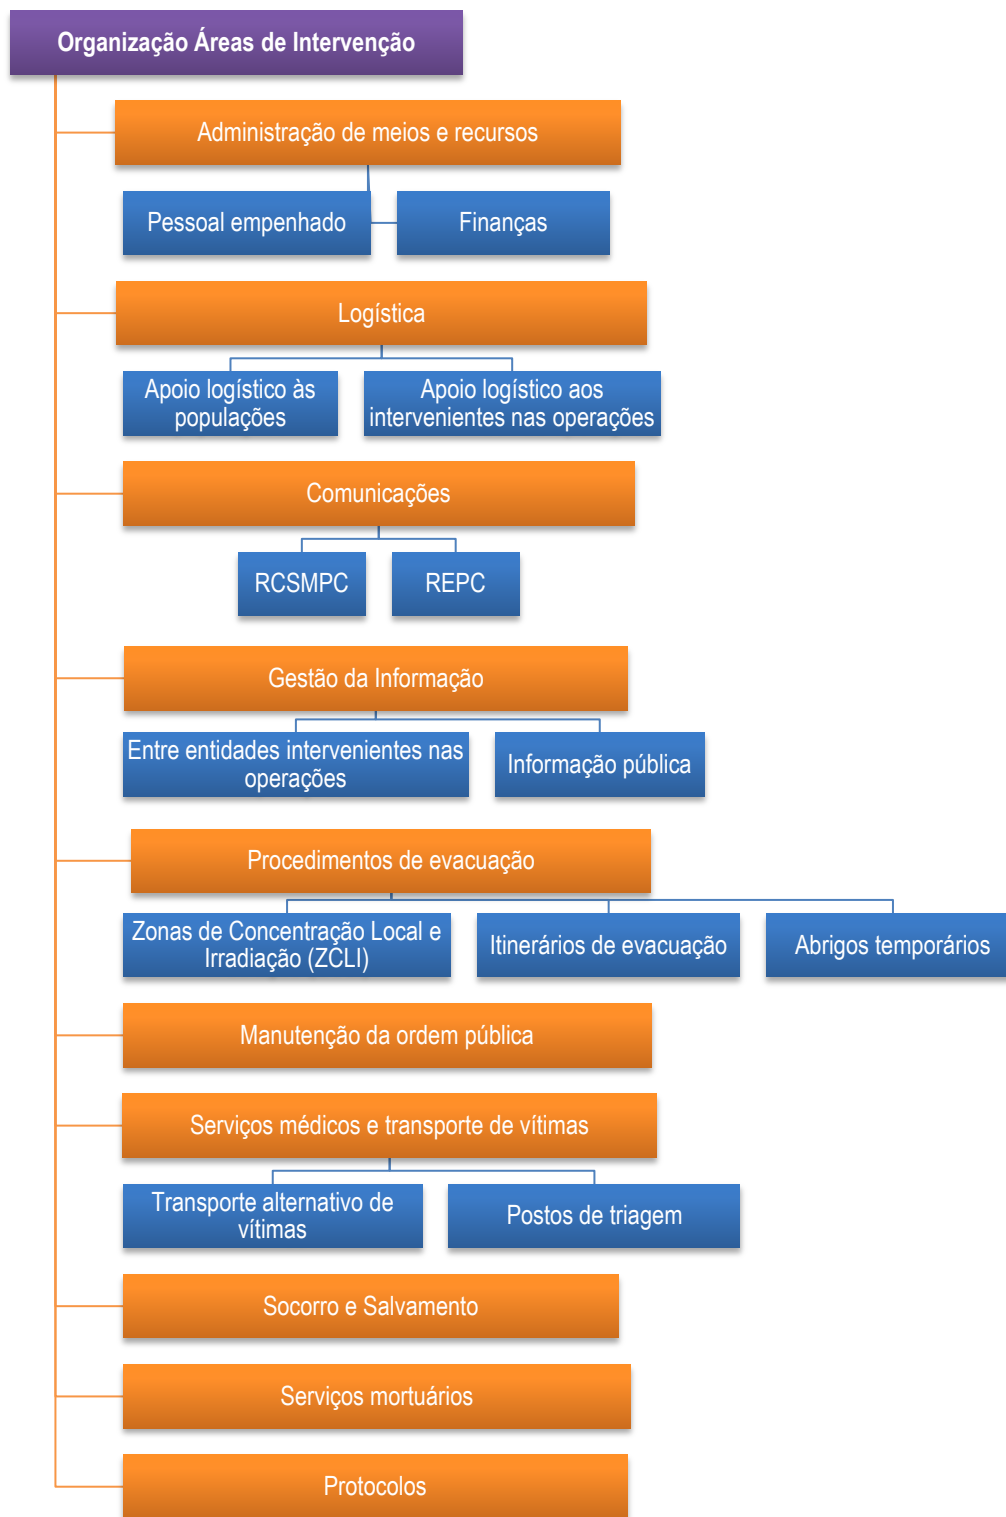 Organização Áreas de Intervenção
Administração de meios e recursos
Pessoal empenhado
Finanças
Logística
Apoio logístico às
populações
Apoio logístico aos
intervenientes nas operações
Comunicações
RCSMPC
REPC
Gestão da Informação
Entre entidades intervenientes nas
operações
Informação pública
Procedimentos de evacuação
Zonas de Concentração Local e
Irradiação (ZCLI)
Itinerários de evacuação
Abrigos temporários
Manutenção da ordem pública
Serviços médicos e transporte de vítimas
Transporte alternativo de
vítimas
Postos de triagem
Socorro e Salvamento
Serviços mortuários
Protocolos